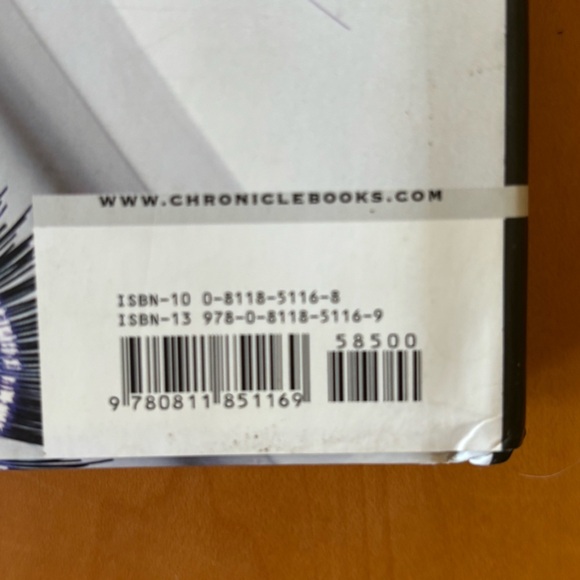 WWW.CHRONICLEBOOKS.COM
ISBN-10 0-8118-5116-8
ISBN-13 978-0-8118-5116-9
58500
9 780811 851169